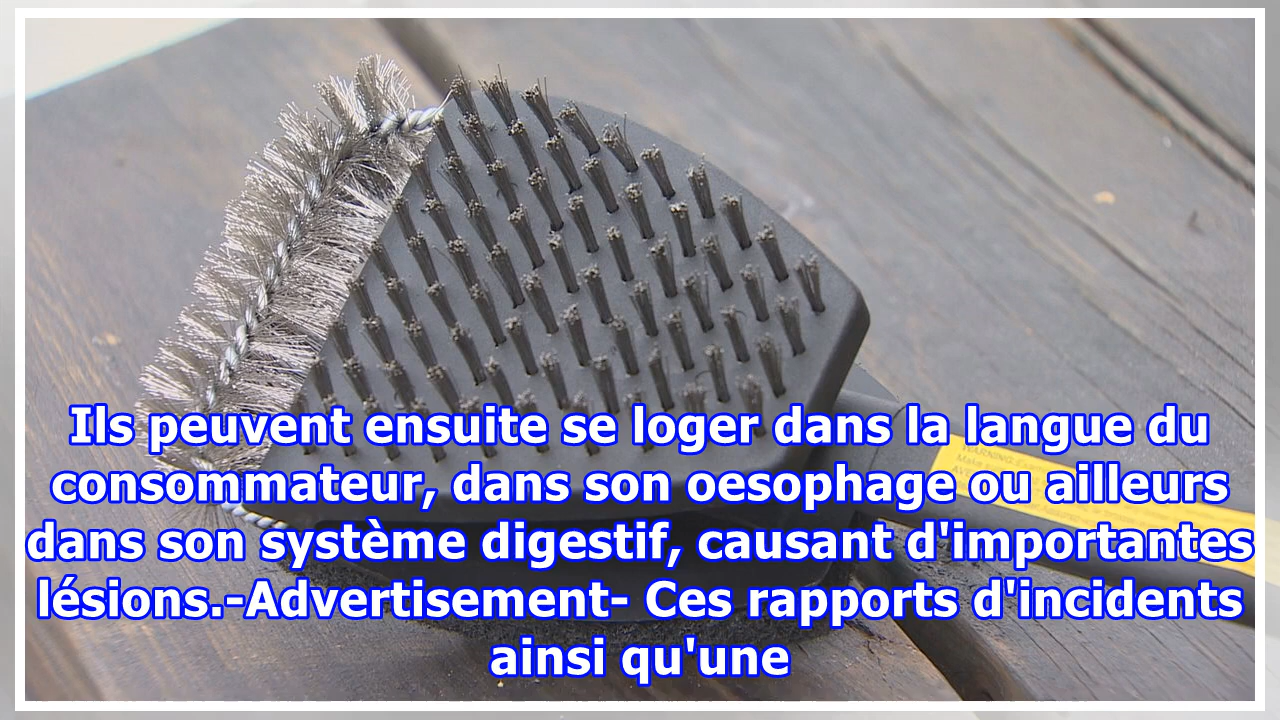 Ils peuvent ensuite se loger dans la langue du
consommateur, dans son oesophage ou ailleurs
dans son système digestif, causant d'importantes
lésions.-Advertisement- Ces rapports d'incidents
ainsi qu'une
WARNING